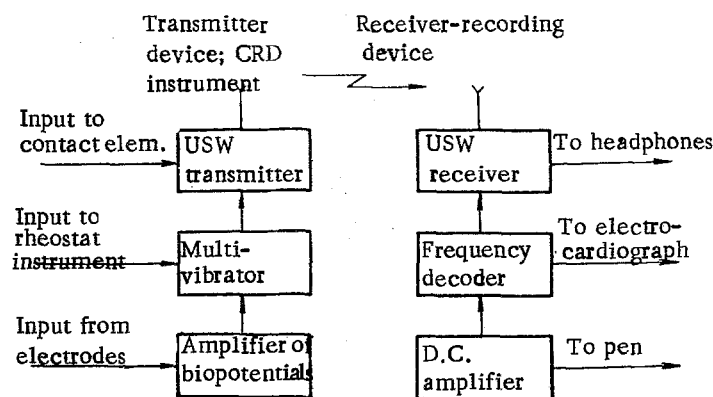 Transmitter
device; CRD
instrument
Receiver-recording
device
Input to
contact elem.
USW
transmitter
USW
receiver
To headphones
Input to
rheostat
instrument
Multi-
vibrator
Frequency
decoder
To electro-
cardiograph
Input from
electrodes
Amplifier of
biopotentials
D.C.
amplifier
To pen